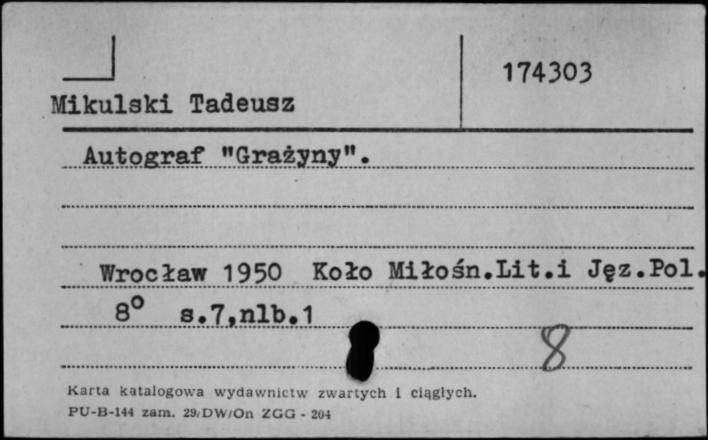 174303
Mikulski Tadeusz
Autograf "Grażyny".
Wrocław 1950 Koło Miłośn.Lit.i Jęz.Pol.
8° s.7,nlb.1
8
Karta katalogowa wydawnictw zwartych i ciągłych.
PU-B-144 zam. 29/DW/On ZGG - 204